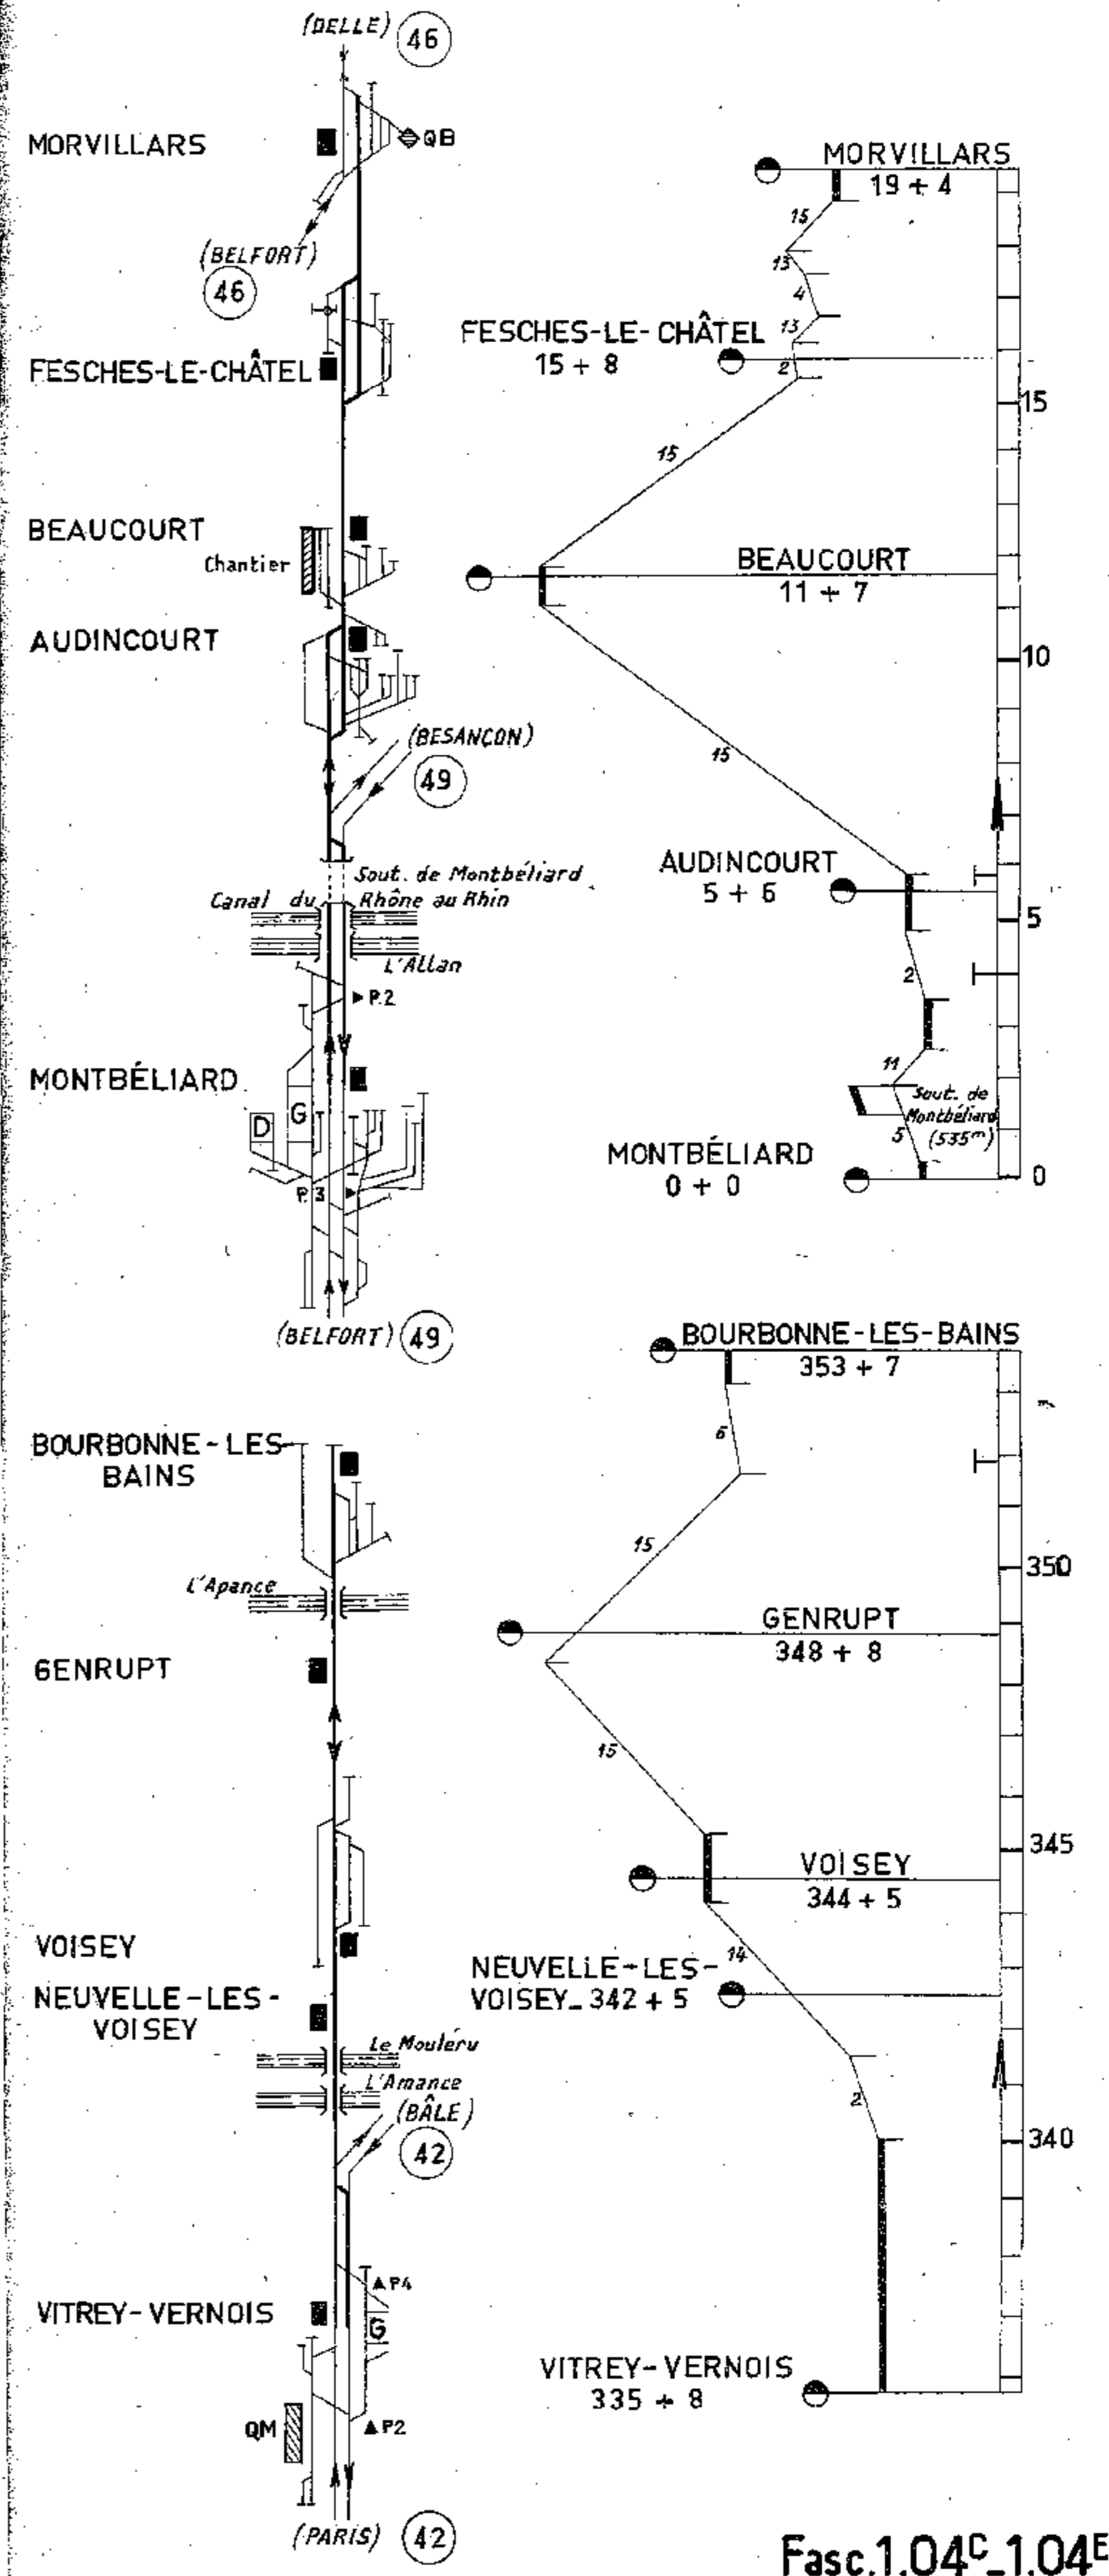 (DELLE) 46
MORVILLARS
QB
(BELFORT)
46
FESCHES-LE-CHÂTEL
BEAUCOURT
Chantier
AUDINCOURT
(BESANÇON)
49
Sout. de Montbéliard
Canal du Rhône au Rhin
L'Allan
P.2
MONTBÉLIARD
D
G
P.3
(BELFORT) 49
MORVILLARS
19 + 4
15
13
4
13
FESCHES-LE-CHÂTEL
15 + 8
2
15
15
BEAUCOURT
11 + 7
10
15
AUDINCOURT
5 + 6
5
2
11
Sout. de
Montbéliard
(535m)
5
MONTBÉLIARD
0 + 0
0
BOURBONNE-LES-
BAINS
L'Apance
GENRUPT
VOISEY
NEUVELLE-LES-
VOISEY
Le Mouléru
L'Amance
(BÂLE)
42
P4
VITREY-VERNOIS
G
QM
P2
(PARIS) 42
BOURBONNE-LES-BAINS
353 + 7
6
15
350
GENRUPT
348 + 8
15
345
VOISEY
344 + 5
14
NEUVELLE-LES-
VOISEY_342 + 5
2
340
VITREY-VERNOIS
335 + 8
Fasc.1.04C_1.04E